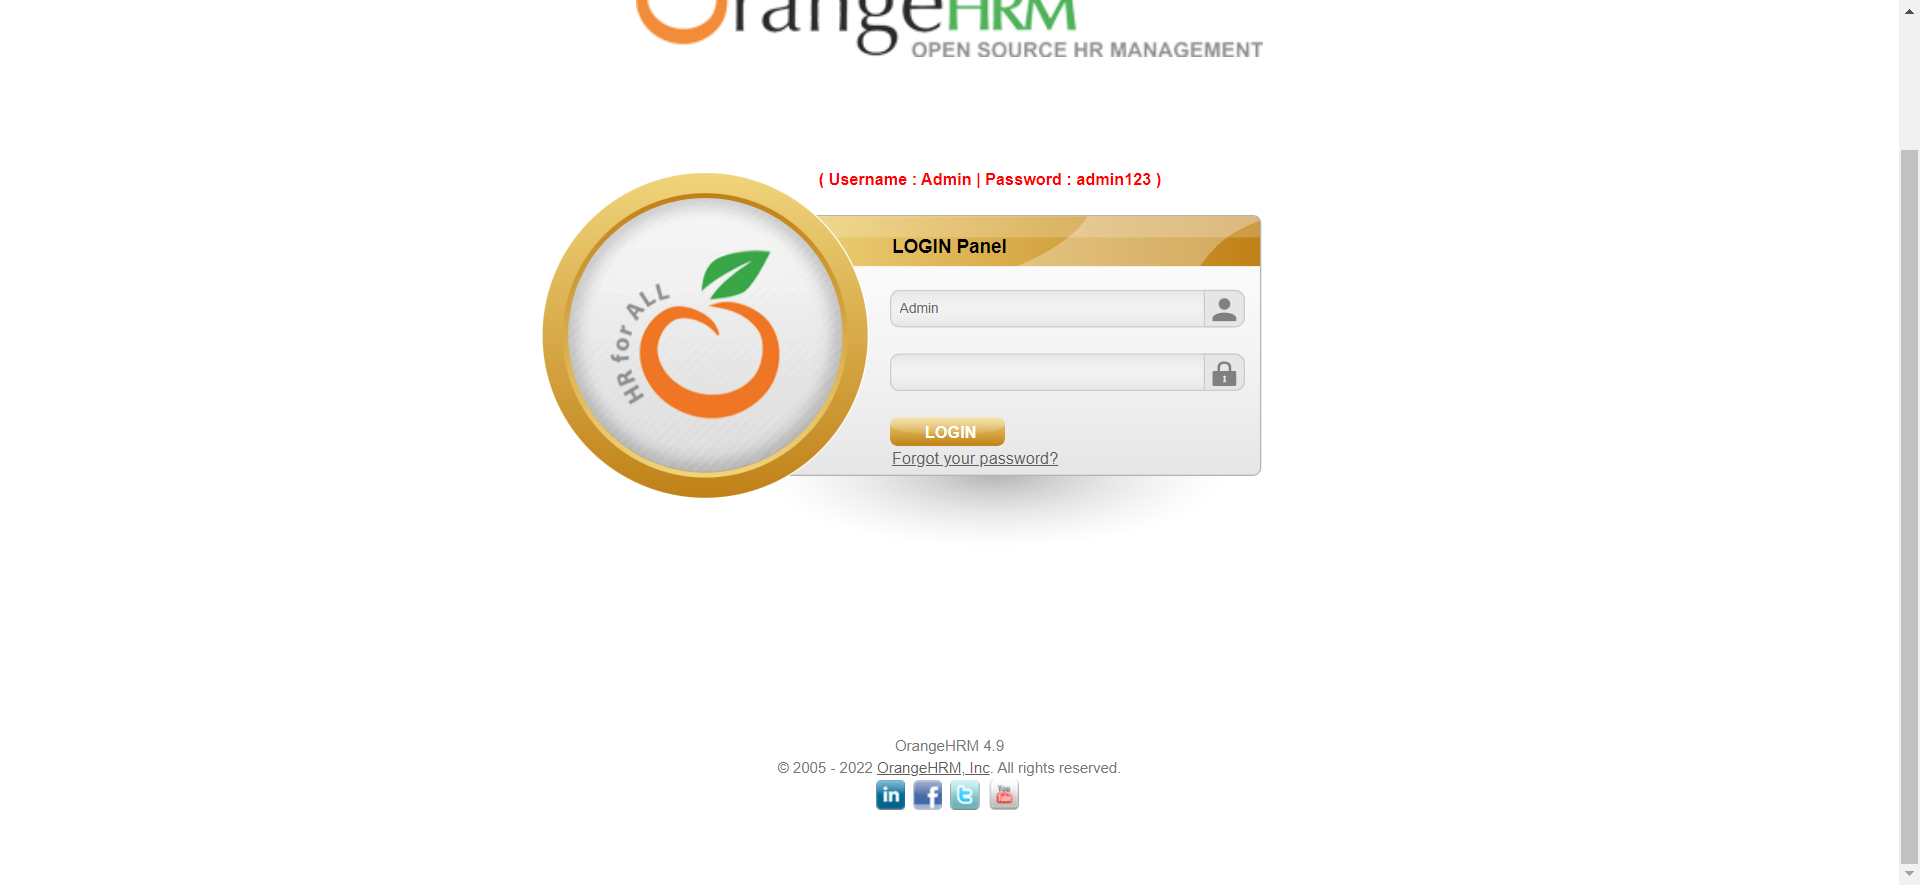 OrangeHRM
OPEN SOURCE HR MANAGEMENT
( Username : Admin | Password : admin123 )
LOGIN Panel
HR for ALL
Admin
LOGIN
Forgot your password?
OrangeHRM 4.9
© 2005 - 2022 OrangeHRM, Inc. All rights reserved.
in f t You Tube